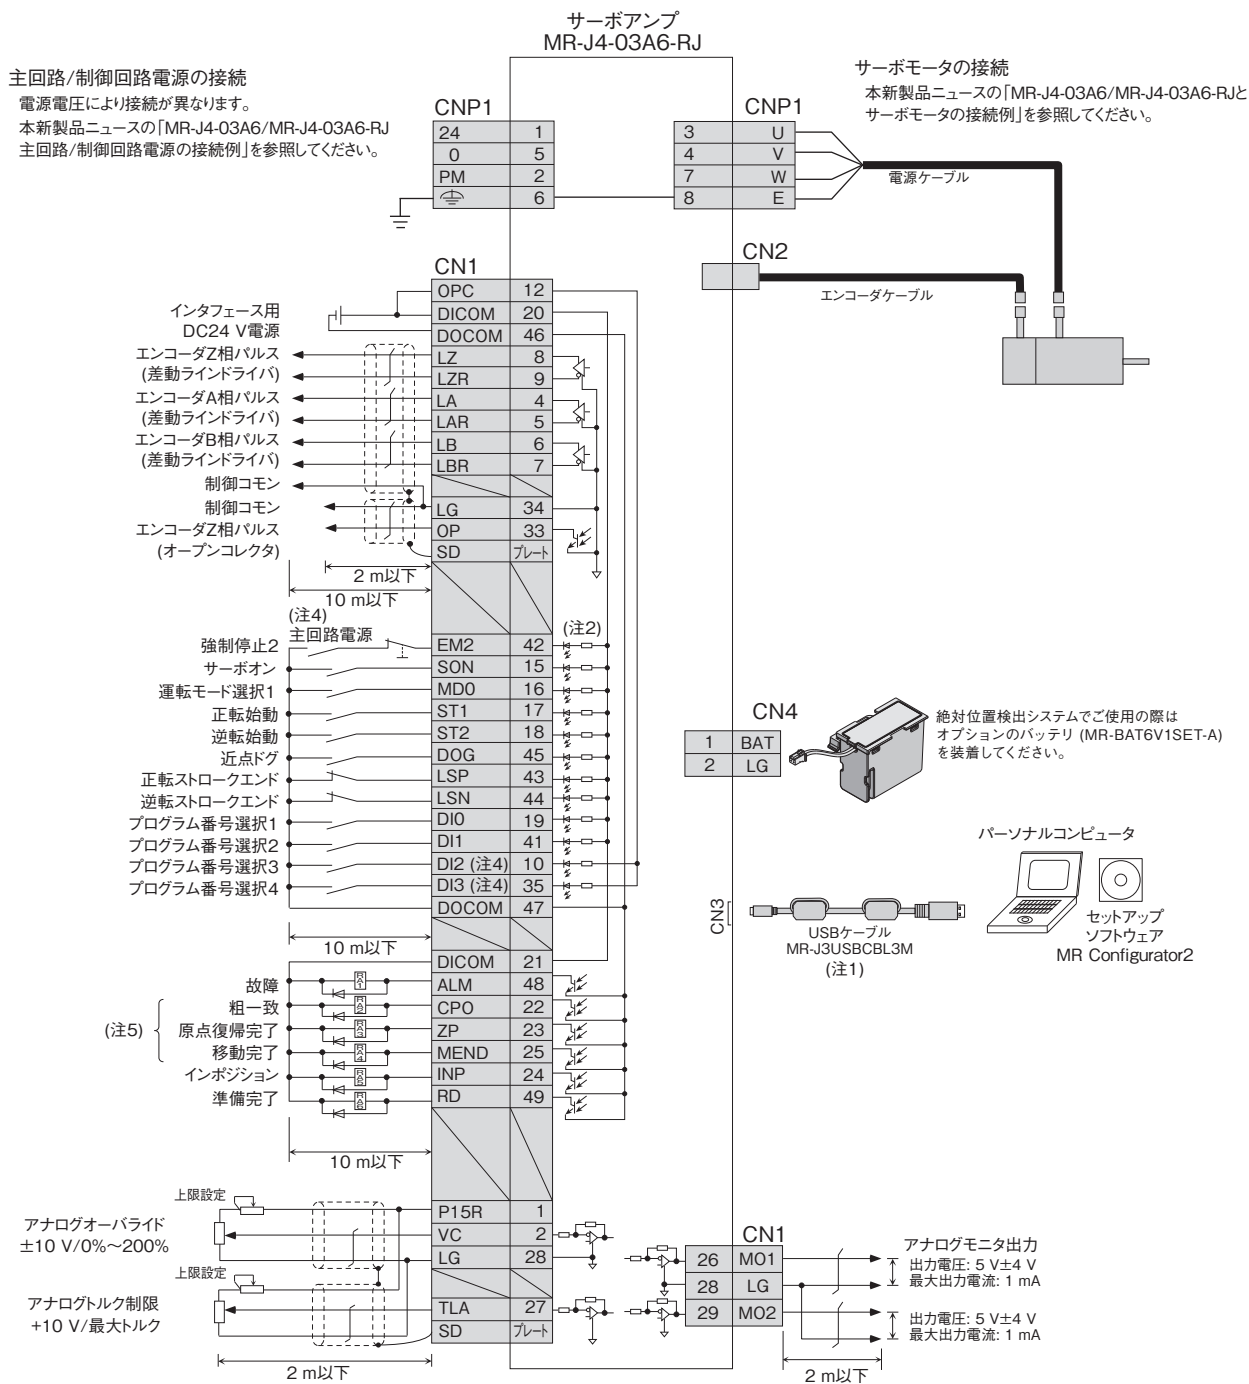 サーボアンプ
MR-J4-03A6-RJ
主回路/制御回路電源の接続
電源電圧により接続が異なります。
本新製品ニュースの「MR-J4-03A6/MR-J4-03A6-RJ
主回路/制御回路電源の接続例」を参照してください。
サーボモータの接続
本新製品ニュースの「MR-J4-03A6/MR-J4-03A6-RJと
サーボモータの接続例」を参照してください。
CNP1
24 1
0 5
PM 2
6
CNP1
3 U
4 V
7 W
8 E
電源ケーブル
CN2
エンコーダケーブル
CN1
OPC 12
インタフェース用
DC24 V電源
DICOM 20
DOCOM 46
エンコーダZ相パルス
(差動ラインドライバ)
LZ 8
LZR 9
エンコーダA相パルス
(差動ラインドライバ)
LA 4
LAR 5
エンコーダB相パルス
(差動ラインドライバ)
LB 6
LBR 7
制御コモン
制御コモン LG 34
エンコーダZ相パルス
(オープンコレクタ)
OP 33
SD プレート
2 m以下
10 m以下
(注4)
主回路電源
(注2)
強制停止2 EM2 42
サーボオン SON 15
運転モード選択1 MD0 16
正転始動 ST1 17
逆転始動 ST2 18
近点ドグ DOG 45
正転ストロークエンド LSP 43
逆転ストロークエンド LSN 44
プログラム番号選択1 DI0 19
プログラム番号選択2 DI1 41
プログラム番号選択3 DI2 (注4) 10
プログラム番号選択4 DI3 (注4) 35
DOCOM 47
10 m以下
DICOM 21
故障 RA1 ALM 48
粗一致 RA2 CPO 22
(注5) 原点復帰完了 RA3 ZP 23
移動完了 RA4 MEND 25
インポジション RA5 INP 24
準備完了 RA6 RD 49
10 m以下
上限設定
P15R 1
アナログオーバライド
±10 V/0%～200%
VC 2
LG 28
上限設定
アナログトルク制限
+10 V/最大トルク
TLA 27
SD プレート
2 m以下
CN4
1 BAT
2 LG
絶対位置検出システムでご使用の際は
オプションのバッテリ (MR-BAT6V1SET-A)
を装着してください。
パーソナルコンピュータ
CN3
USBケーブル
MR-J3USBCBL3M
(注1)
セットアップ
ソフトウェア
MR Configurator2
CN1
26 MO1
28 LG
29 MO2
アナログモニタ出力
出力電圧: 5 V±4 V
最大出力電流: 1 mA
出力電圧: 5 V±4 V
最大出力電流: 1 mA
2 m以下